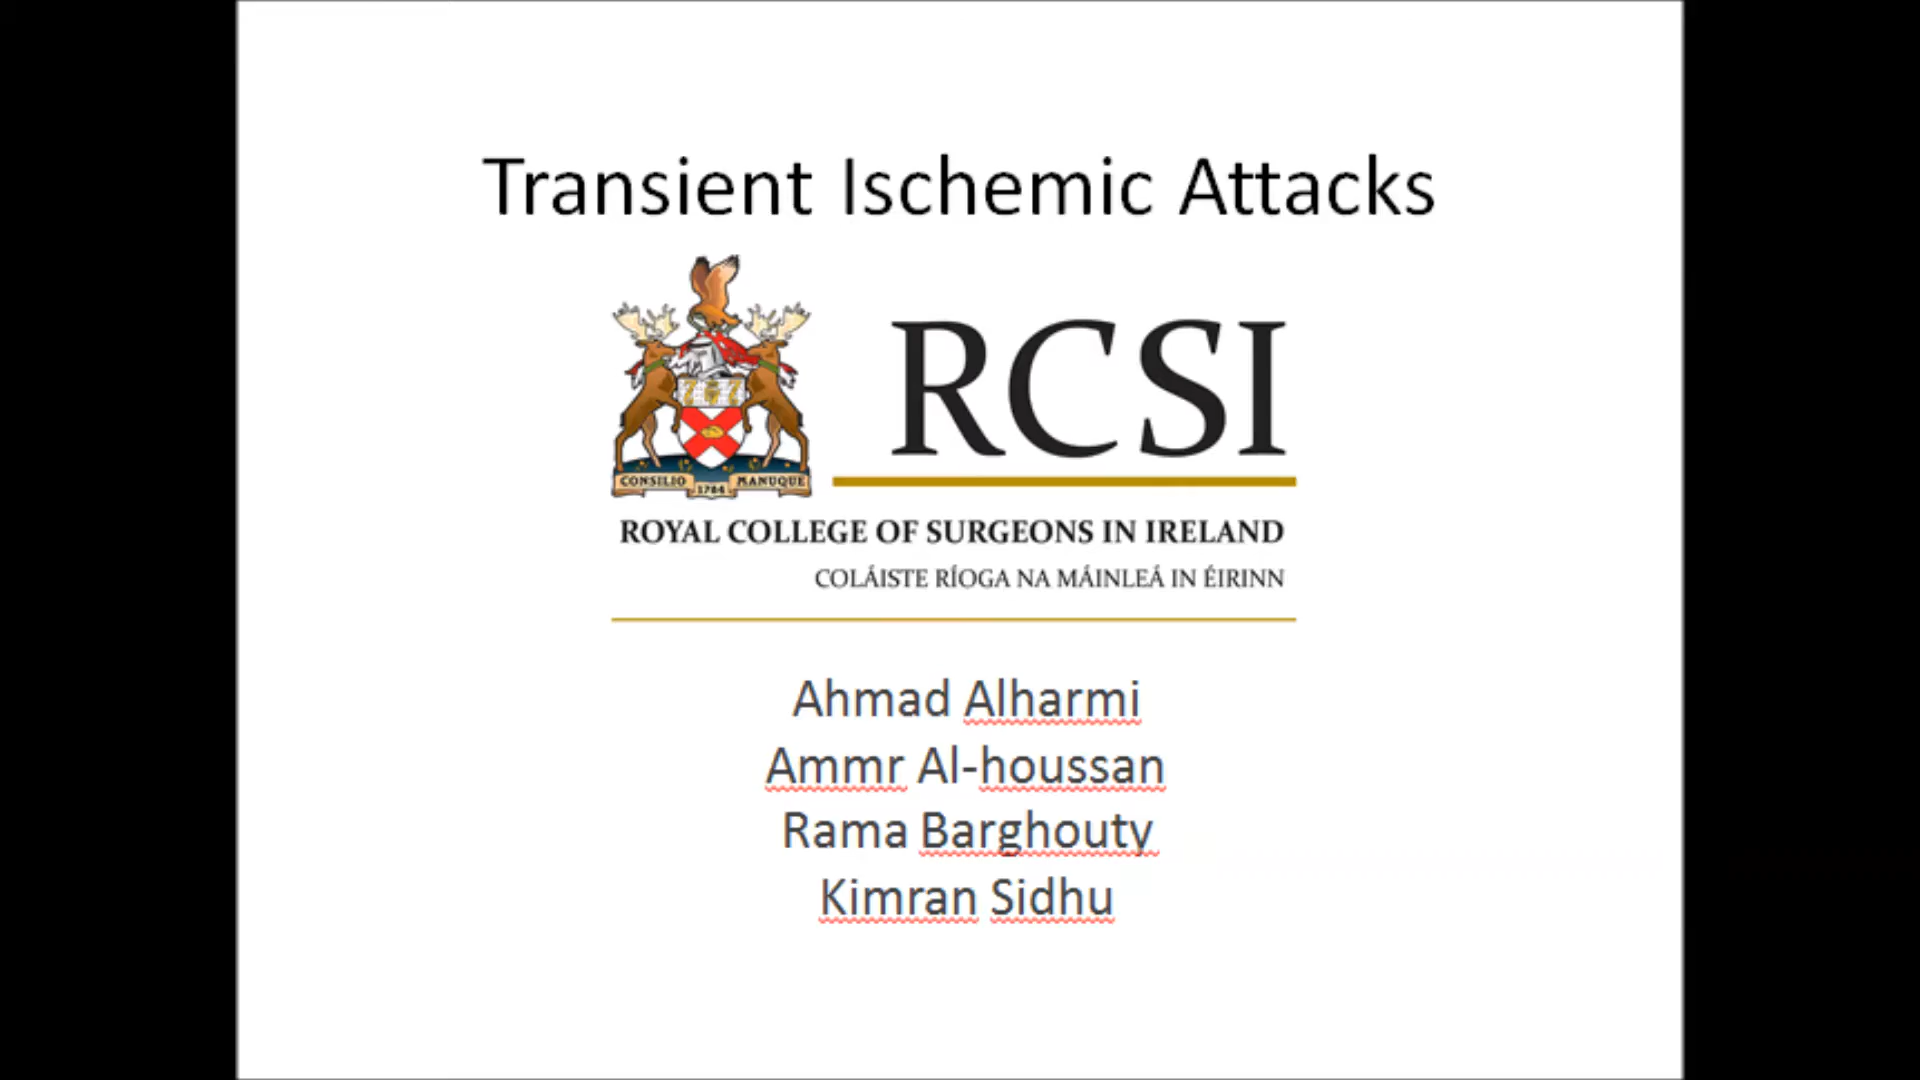 Transient Ischemic Attacks
RCSI
CONSILIO 1784 MANUQUE
ROYAL COLLEGE OF SURGEONS IN IRELAND
COLÁISTE RÍOGA NA MÁINLEÁ IN ÉIRINN
Ahmad Alharmi
Ammr Al-houssan
Rama Barghouty
Kimran Sidhu